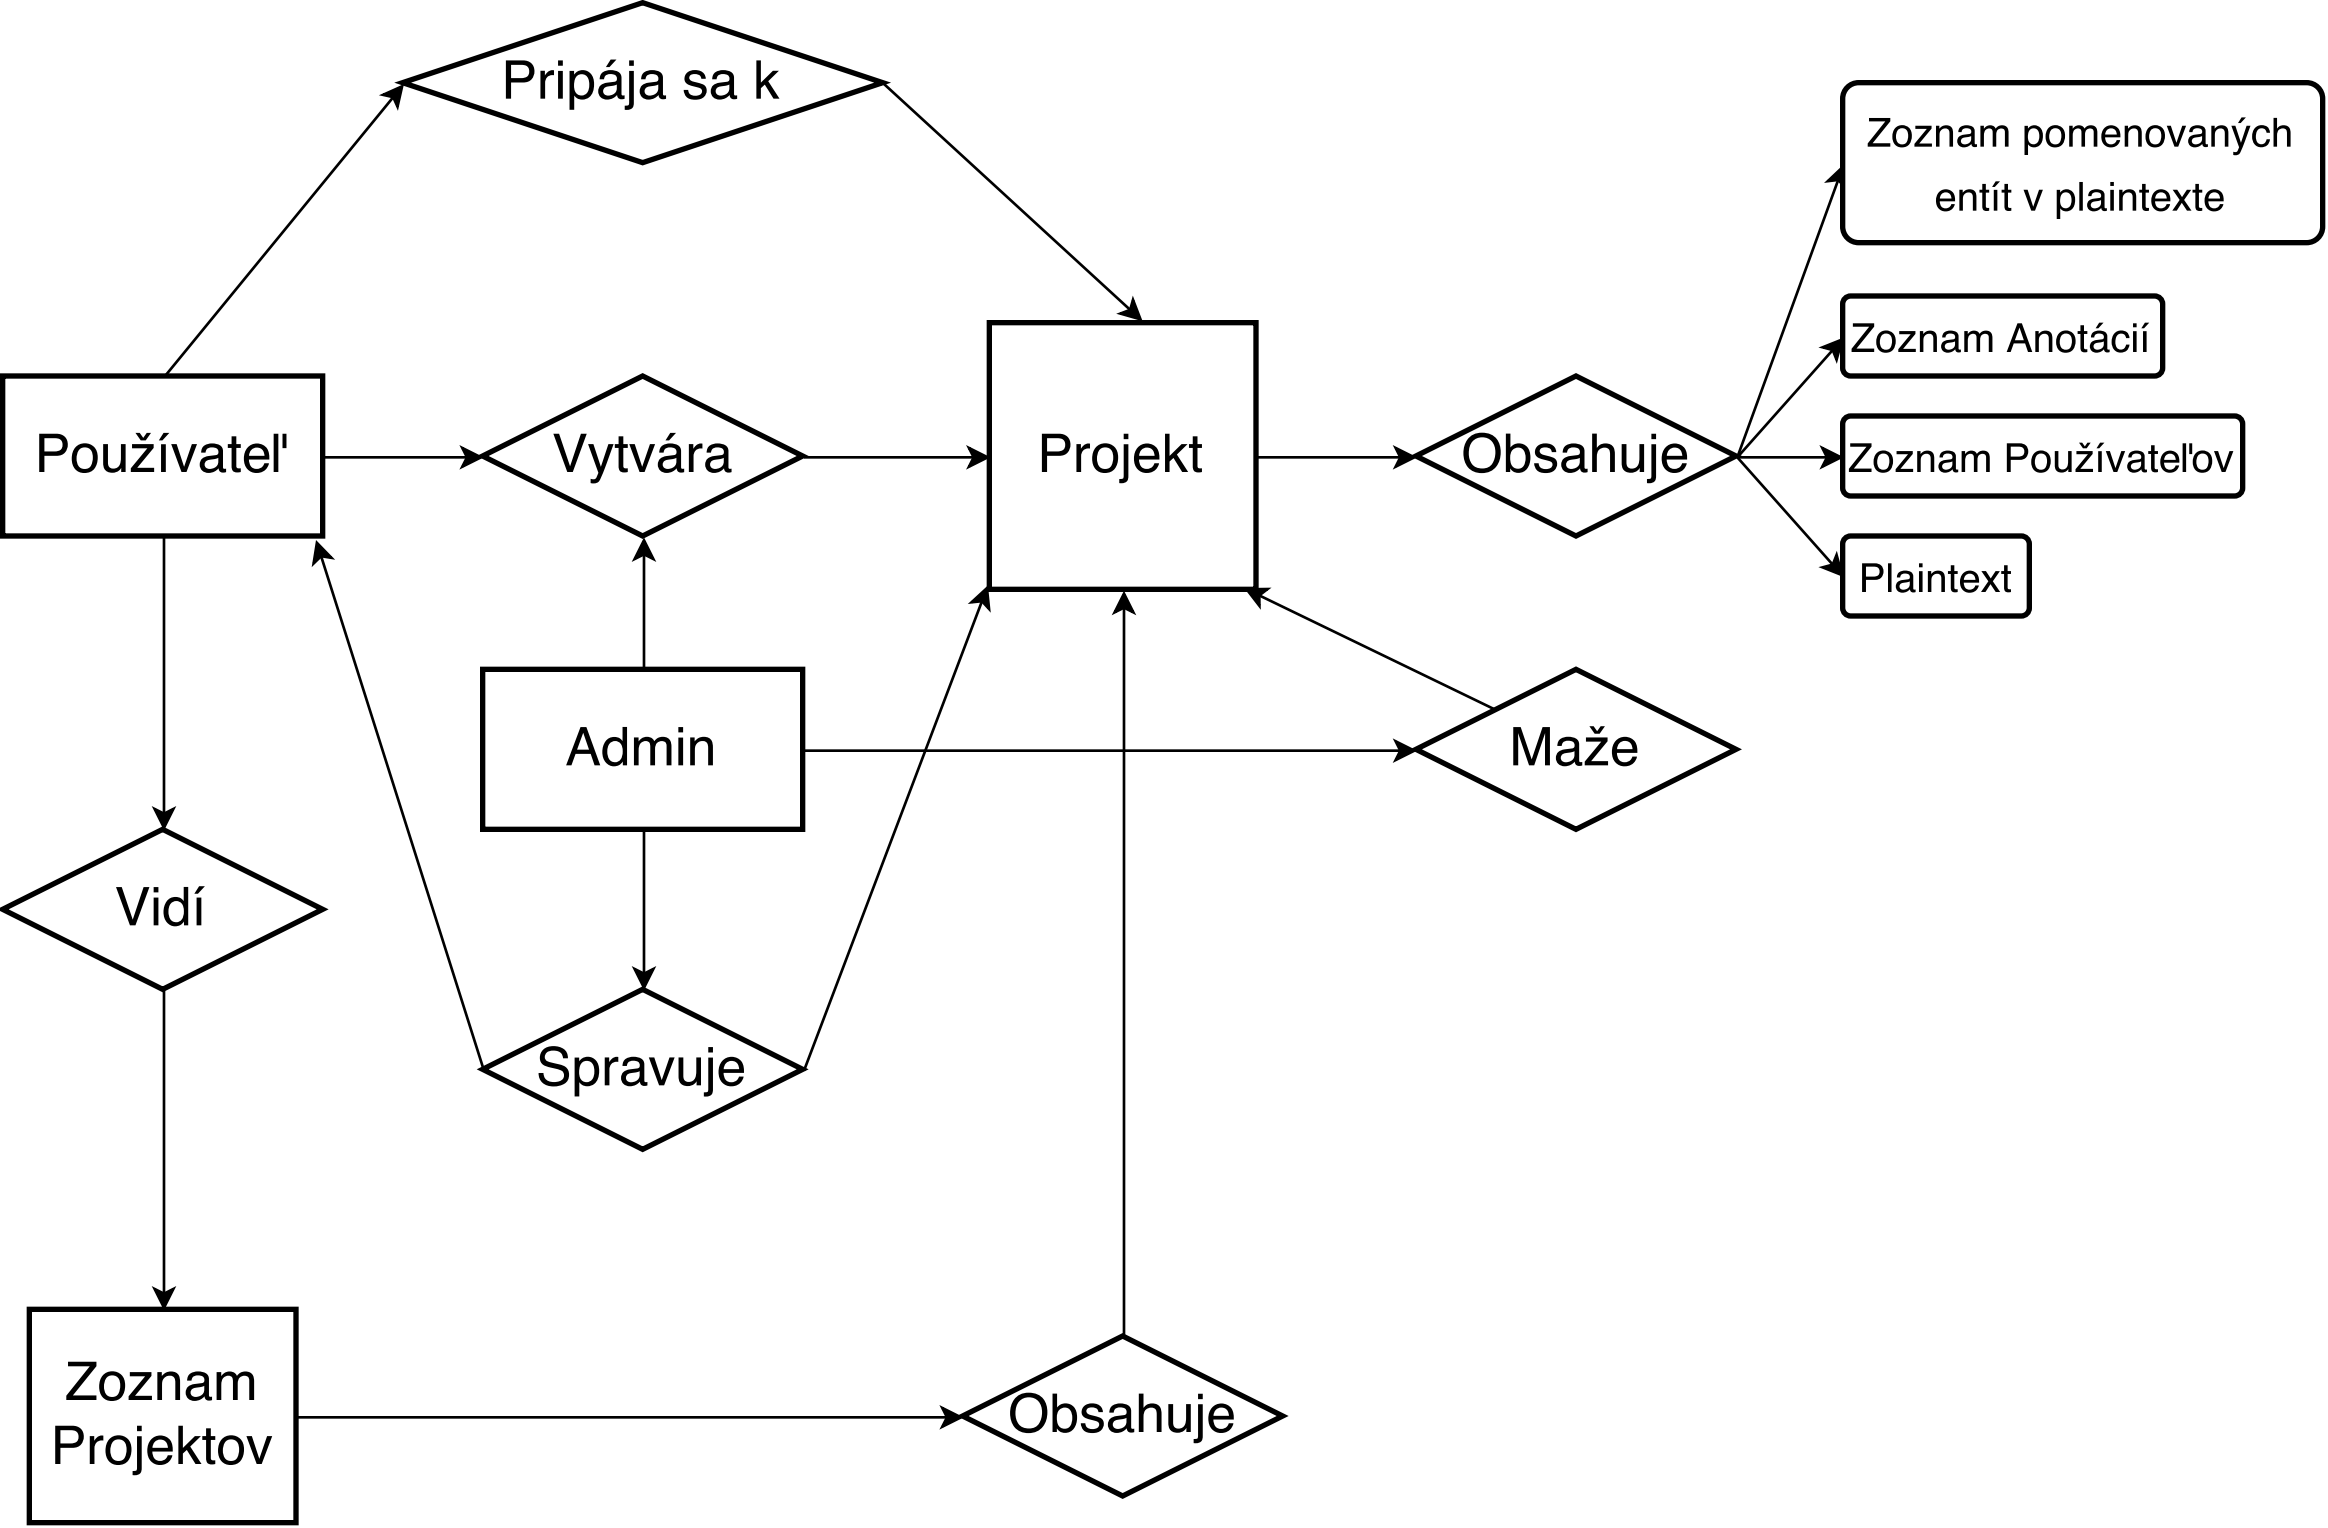 Pripája sa k
Zoznam pomenovaných
entít v plaintexte
Zoznam Anotácií
Používateľ
Vytvára
Projekt
Obsahuje
Zoznam Používateľov
Plaintext
Admin
Maže
Vidí
Spravuje
Zoznam
Projektov
Obsahuje